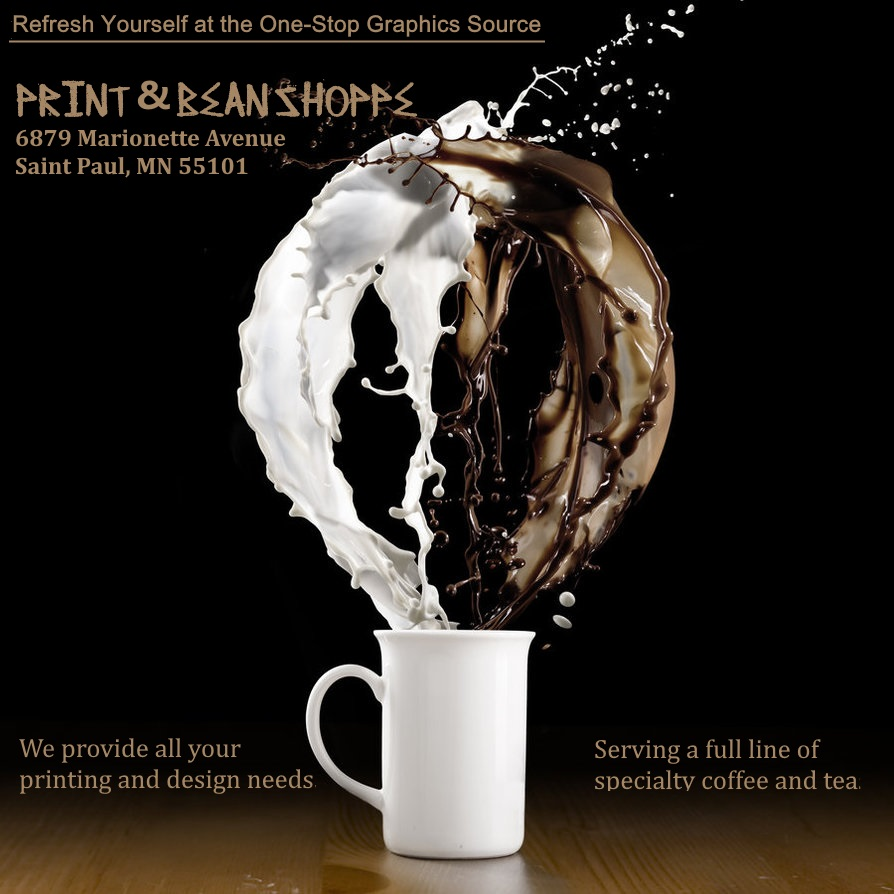 Refresh Yourself at the One-Stop Graphics Source
PRINT & BEAN SHOPPE
6879 Marionette Avenue
Saint Paul, MN 55101
We provide all your
printing and design needs.
Serving a full line of
specialty coffee and tea.